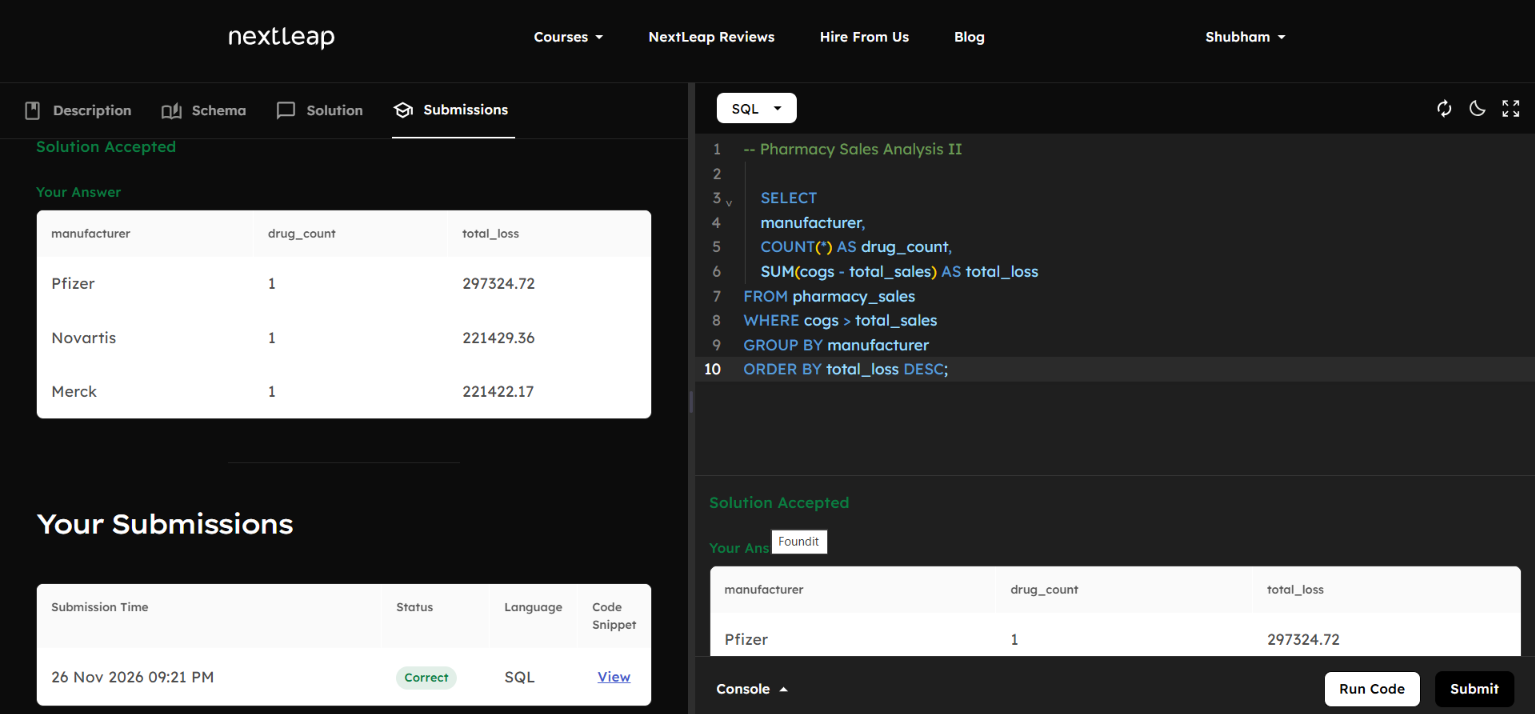 nextleap
Courses
NextLeap Reviews
Hire From Us
Blog
Shubham
Description
Schema
Solution
Submissions
Solution Accepted
Your Answer
manufacturer drug_count total_loss
Pfizer 1 297324.72
Novartis 1 221429.36
Merck 1 221422.17
Your Submissions
Submission Time Status Language Code Snippet
26 Nov 2026 09:21 PM Correct SQL View
SQL
1 -- Pharmacy Sales Analysis II
2
3 SELECT
4 manufacturer,
5 COUNT(*) AS drug_count,
6 SUM(cogs - total_sales) AS total_loss
7 FROM pharmacy_sales
8 WHERE cogs > total_sales
9 GROUP BY manufacturer
10 ORDER BY total_loss DESC;
Solution Accepted
Your Ans
Foundit
manufacturer drug_count total_loss
Pfizer 1 297324.72
Console
Run Code
Submit